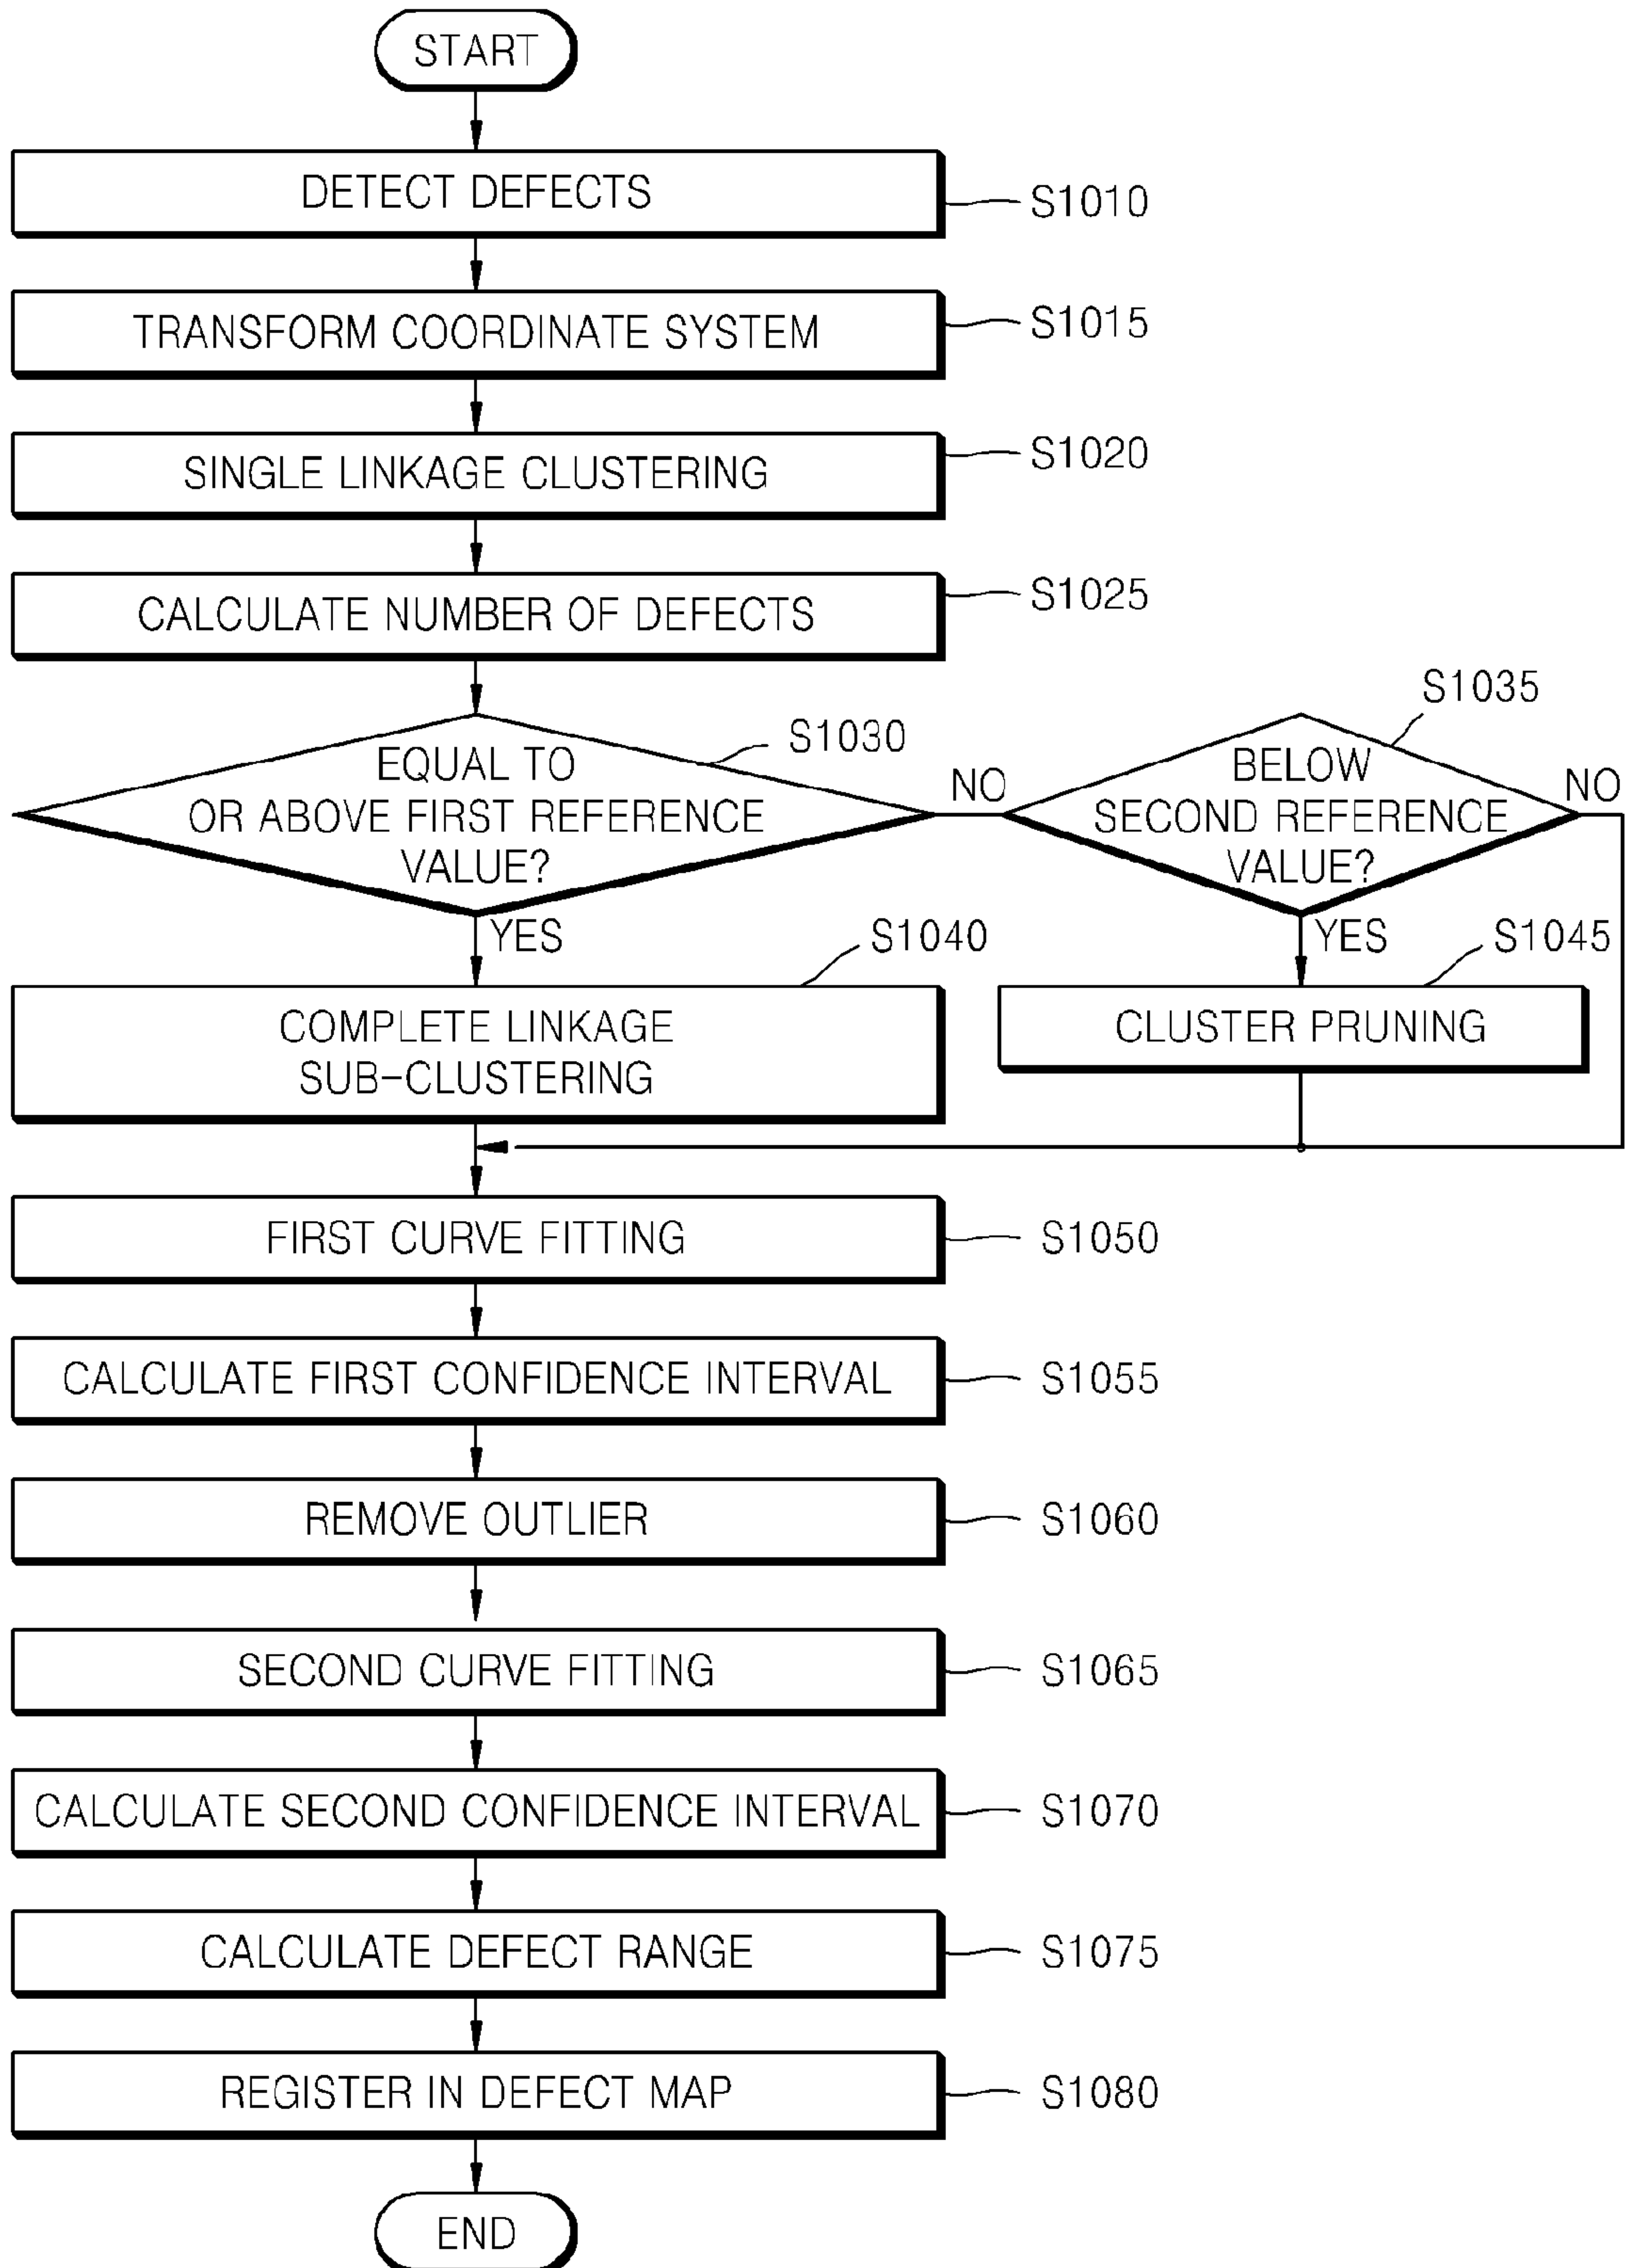 START
DETECT DEFECTS
S1010
TRANSFORM COORDINATE SYSTEM
S1015
SINGLE LINKAGE CLUSTERING
S1020
CALCULATE NUMBER OF DEFECTS
S1025
EQUAL TO
OR ABOVE FIRST REFERENCE
VALUE?
S1030
NO
YES
BELOW
SECOND REFERENCE
VALUE?
S1035
NO
YES
COMPLETE LINKAGE
SUB-CLUSTERING
S1040
CLUSTER PRUNING
S1045
FIRST CURVE FITTING
S1050
CALCULATE FIRST CONFIDENCE INTERVAL
S1055
REMOVE OUTLIER
S1060
SECOND CURVE FITTING
S1065
CALCULATE SECOND CONFIDENCE INTERVAL
S1070
CALCULATE DEFECT RANGE
S1075
REGISTER IN DEFECT MAP
S1080
END